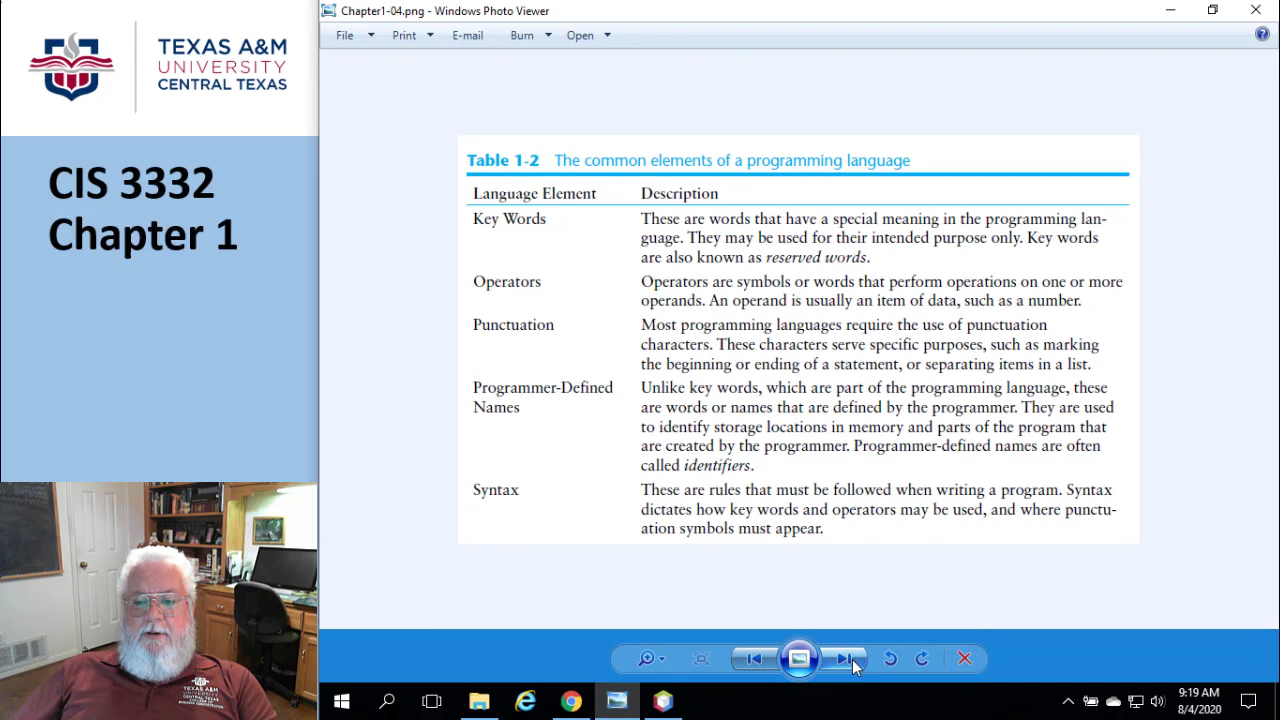 TEXAS A&M
UNIVERSITY
CENTRAL TEXAS
CIS 3332
Chapter 1
Chapter1-04.png - Windows Photo Viewer
File
Print
E-mail
Burn
Open
Table 1-2 The common elements of a programming language
Language Element Description
Key Words These are words that have a special meaning in the programming lan-
guage. They may be used for their intended purpose only. Key words
are also known as reserved words.
Operators Operators are symbols or words that perform operations on one or more
operands. An operand is usually an item of data, such as a number.
Punctuation Most programming languages require the use of punctuation
characters. These characters serve specific purposes, such as marking
the beginning or ending of a statement, or separating items in a list.
Programmer-Defined Unlike key words, which are part of the programming language, these
Names are words or names that are defined by the programmer. They are used
to identify storage locations in memory and parts of the program that
are created by the programmer. Programmer-defined names are often
called identifiers.
Syntax These are rules that must be followed when writing a program. Syntax
dictates how key words and operators may be used, and where punctu-
ation symbols must appear.
TEXAS A&M
UNIVERSITY
CENTRAL TEXAS
9:19 AM
8/4/2020